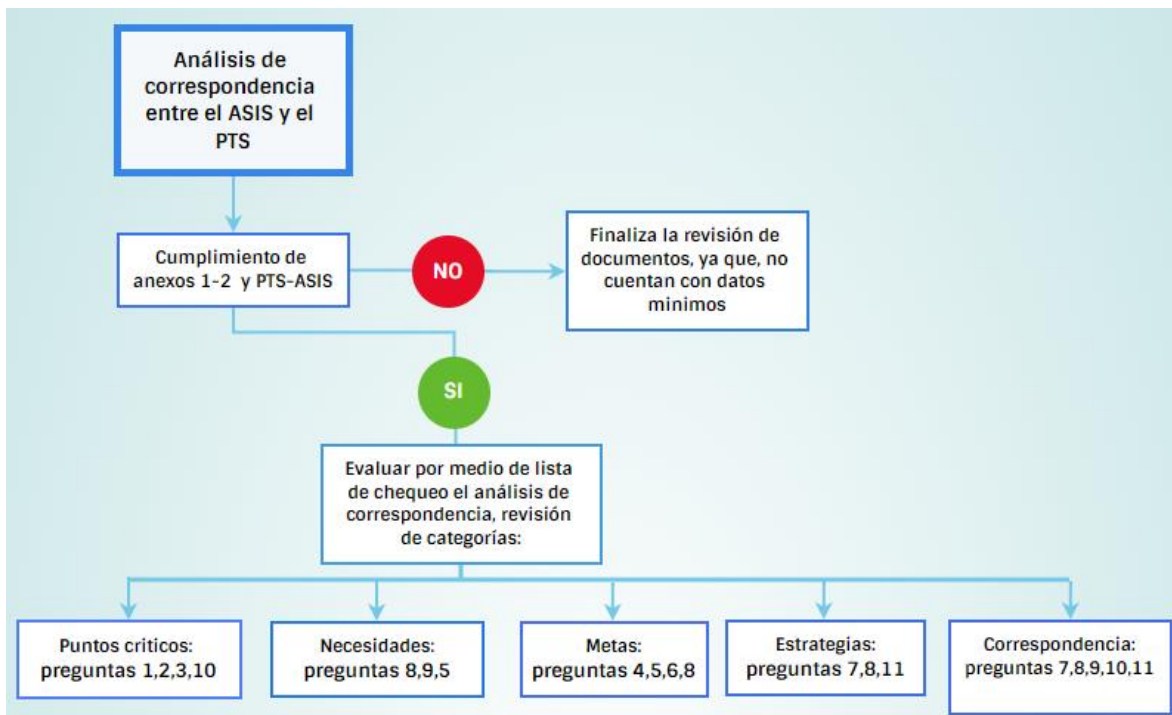 Análisis de
correspondencia
entre el ASIS y el
PTS
Cumplimiento de
anexos 1-2 y PTS-ASIS
NO
Finaliza la revisión de
documentos, ya que, no
cuentan con datos
minimos
SI
Evaluar por medio de lista
de chequeo el análisis de
correspondencia, revisión
de categorías:
Puntos criticos:
preguntas 1,2,3,10
Necesidades:
preguntas 8,9,5
Metas:
preguntas 4,5,6,8
Estrategias:
preguntas 7,8,11
Correspondencia:
preguntas 7,8,9,10,11